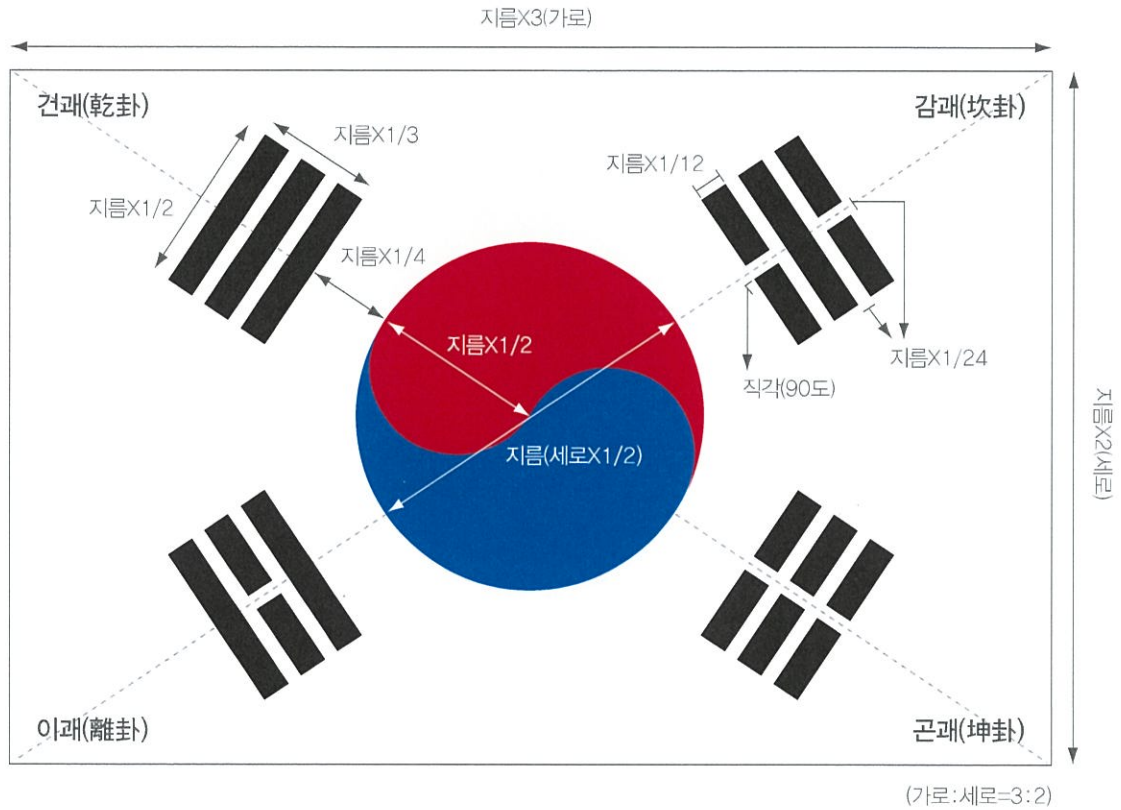 지름X3(가로)
건괘(乾卦)
감괘(坎卦)
지름X1/3
지름X1/12
지름X1/2
지름X1/4
지름X1/2
지름X1/24
직각(90도)
지름X2(세로)
지름(세로X1/2)
이괘(離卦)
곤괘(坤卦)
(가로:세로=3:2)